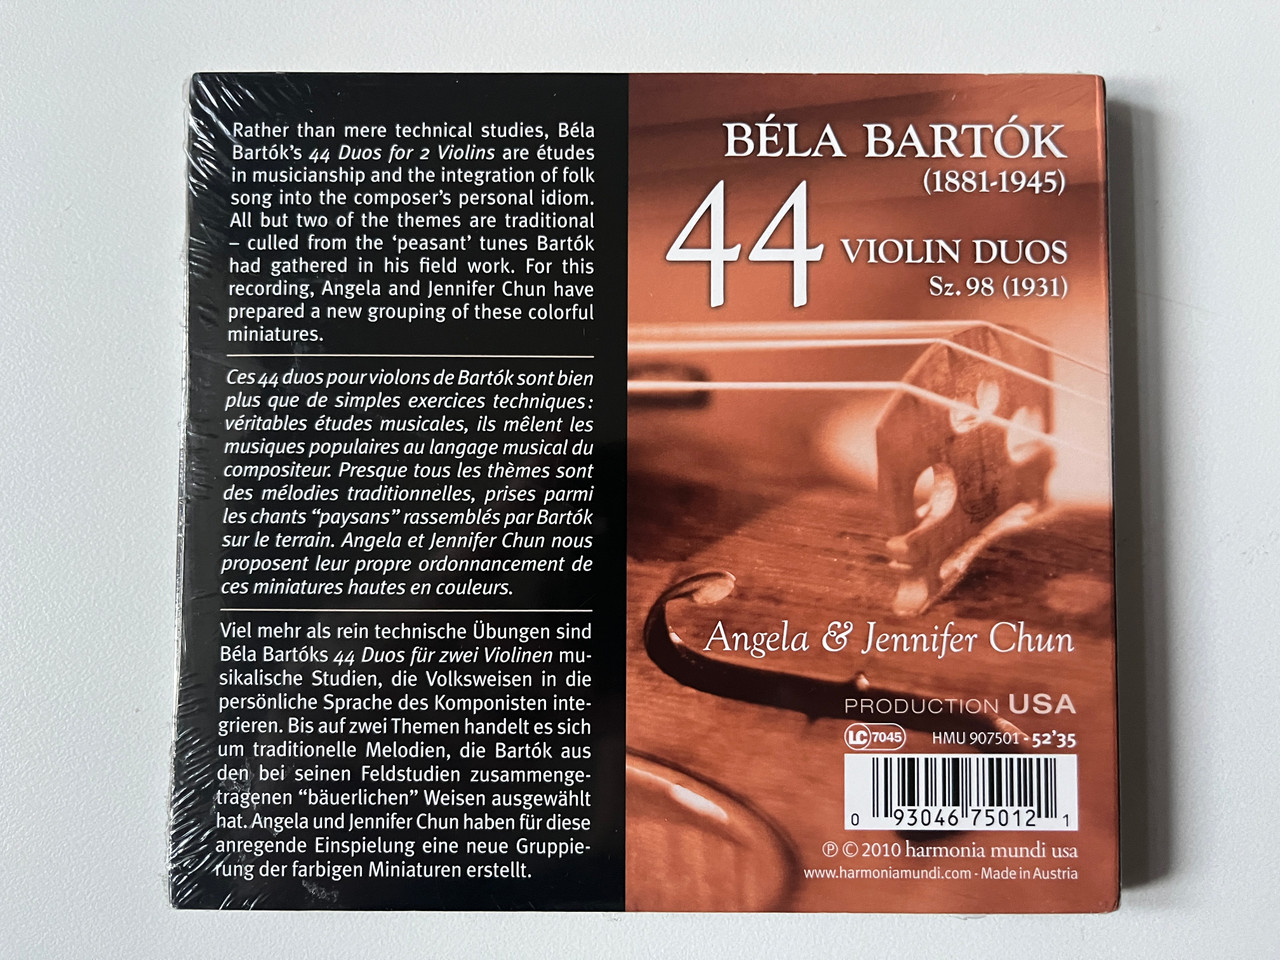 Rather than mere technical studies, Béla
Bartók's 44 Duos for 2 Violins are études
in musicianship and the integration of folk
song into the composer's personal idiom.
All but two of the themes are traditional
– culled from the ‘peasant’ tunes Bartók
had gathered in his field work. For this
recording, Angela and Jennifer Chun have
prepared a new grouping of these colorful
miniatures.
Ces 44 duos pour violons de Bartók sont bien
plus que de simples exercices techniques :
véritables études musicales, ils mêlent les
musiques populaires au langage musical du
compositeur. Presque tous les thèmes sont
des mélodies traditionnelles, prises parmi
les chants “paysans” rassemblés par Bartók
sur le terrain. Angela et Jennifer Chun nous
proposent leur propre ordonnancement de
ces miniatures hautes en couleurs.
Viel mehr als rein technische Übungen sind
Béla Bartóks 44 Duos für zwei Violinen mu-
sikalische Studien, die Volksweisen in die
persönliche Sprache des Komponisten inte-
grieren. Bis auf zwei Themen handelt es sich
um traditionelle Melodien, die Bartók aus
den bei seinen Feldstudien zusammenge-
tragenen “bäuerlichen” Weisen ausgewählt
hat. Angela und Jennifer Chun haben für diese
anregende Einspielung eine neue Gruppie-
rung der farbigen Miniaturen erstellt.
BÉLA BARTÓK
(1881-1945)
44 VIOLIN DUOS
Sz. 98 (1931)
Angela & Jennifer Chun
PRODUCTION USA
LC 7045 HMU 907501 - 52’35
0 93046 75012 1
℗ © 2010 harmonia mundi usa
www.harmoniamundi.com - Made in Austria